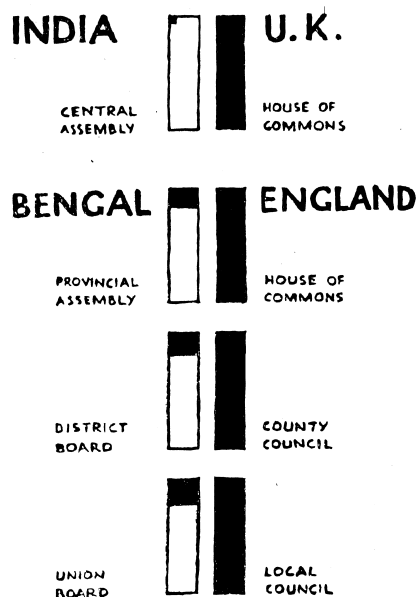 INDIA U.K.
CENTRAL ASSEMBLY HOUSE OF COMMONS
BENGAL ENGLAND
PROVINCIAL ASSEMBLY HOUSE OF COMMONS
DISTRICT BOARD COUNTY COUNCIL
UNION BOARD LOCAL COUNCIL